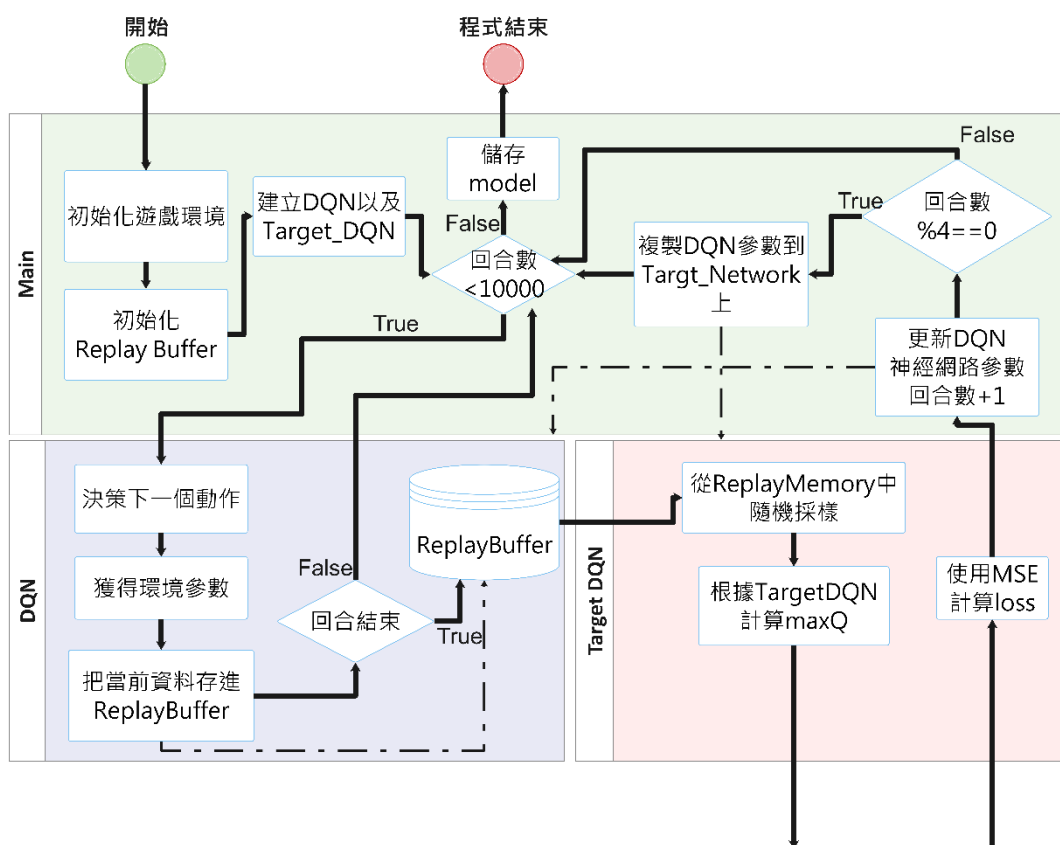 開始
程式結束
Main
初始化遊戲環境
初始化
Replay Buffer
建立DQN以及
Target_DQN
儲存
model
False
回合數
<10000
True
複製DQN參數到
Targt_Network
上
True
False
回合數
%4==0
更新DQN
神經網路參數
回合數+1
DQN
決策下一個動作
獲得環境參數
把當前資料存進
ReplayBuffer
False
回合結束
True
ReplayBuffer
Target DQN
從ReplayMemory中
隨機採樣
根據TargetDQN
計算maxQ
使用MSE
計算loss